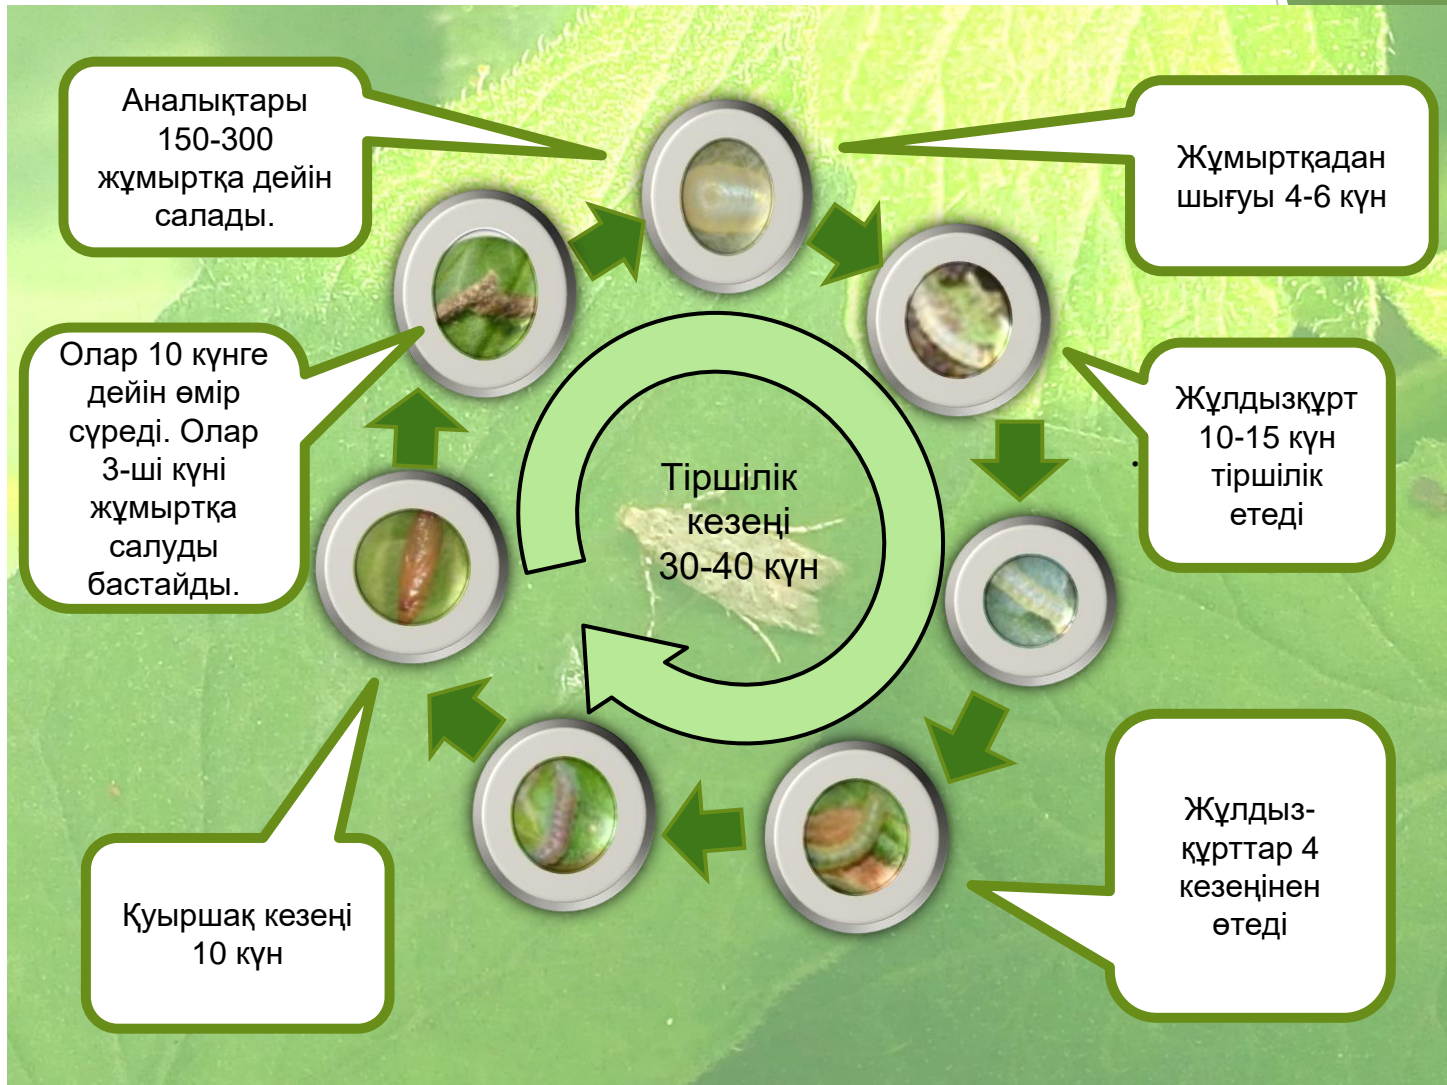 Аналықтары
150-300
жұмыртқа дейін
салады.
Жұмыртқадан
шығуы 4-6 күн
Олар 10 күнге
дейін өмір
сүреді. Олар
3-ші күні
жұмыртқа
салуды
бастайды.
Жұлдызқұрт
10-15 күн
тіршілік
етеді
.
Тіршілік
кезеңі
30-40 күн
Жұлдыз-
құрттар 4
кезеңінен
өтеді
Қуыршақ кезеңі
10 күн